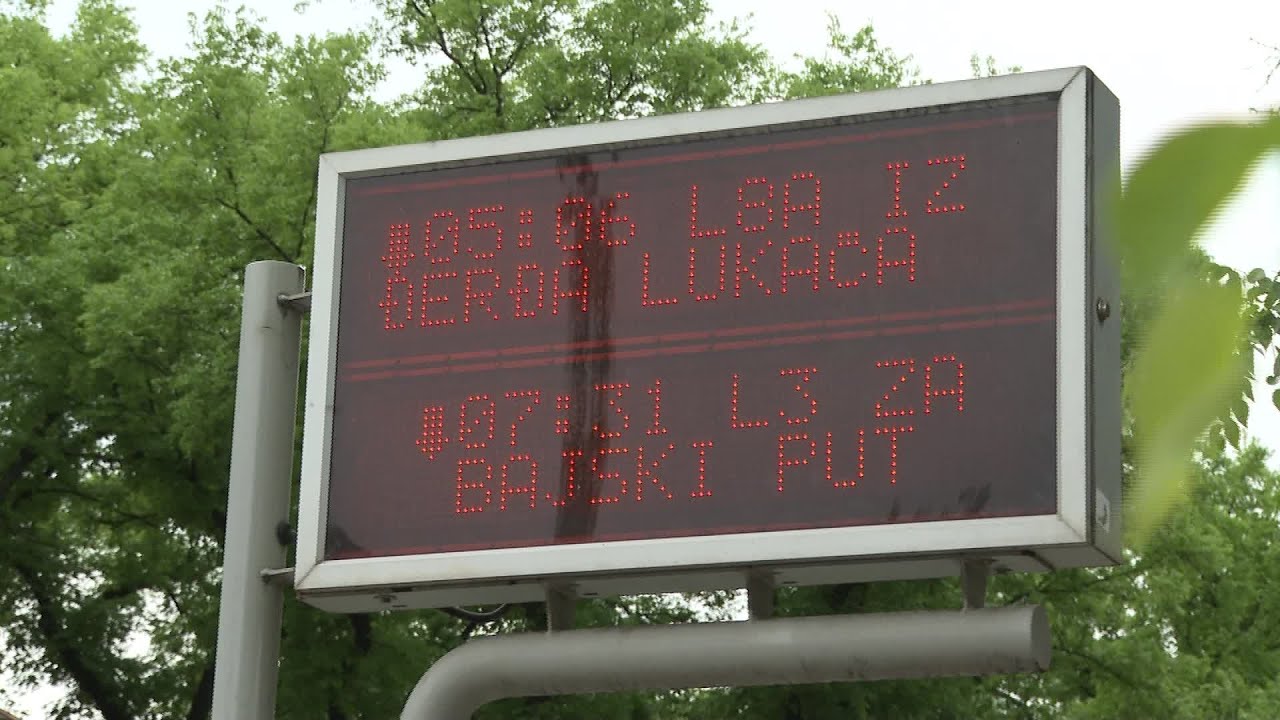 ↓05:06 L8A IZ
ĐERĐA LUKAČA
↓07:31 L3 ZA
BAJSKI PUT